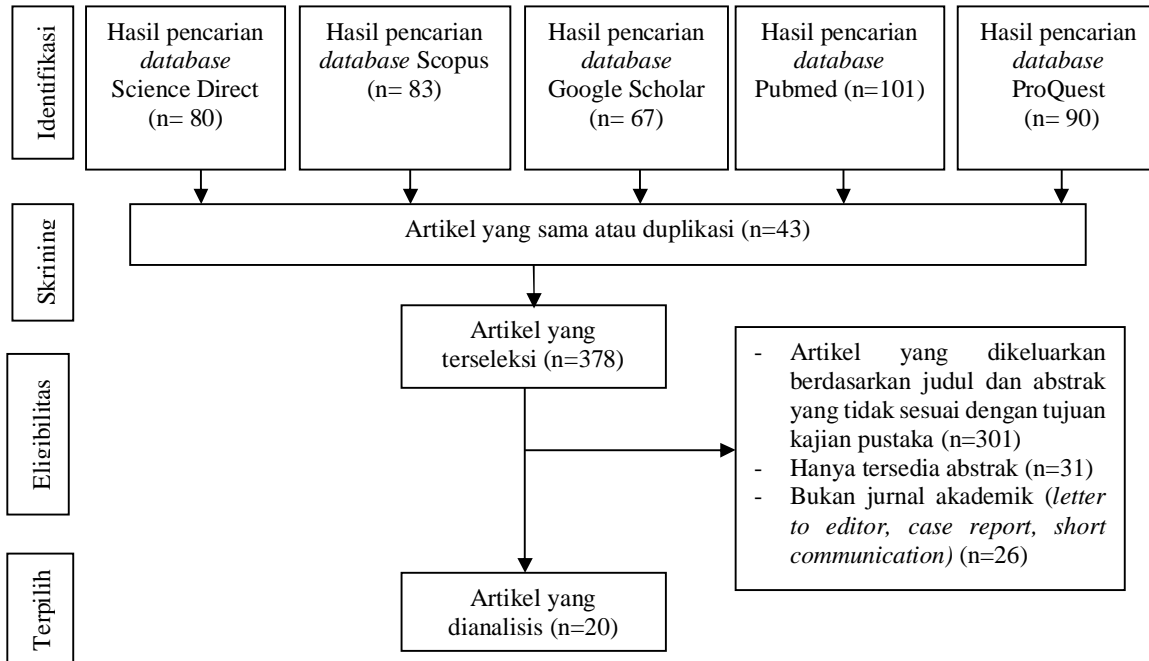 Identifikasi
Hasil pencarian
database
Science Direct
(n= 80)
Hasil pencarian
database Scopus
(n= 83)
Hasil pencarian
database
Google Scholar
(n= 67)
Hasil pencarian
database
Pubmed (n=101)
Hasil pencarian
database
ProQuest
(n= 90)
Skrining
Artikel yang sama atau duplikasi (n=43)
Artikel yang
terseleksi (n=378)
Eligibilitas
- Artikel yang dikeluarkan
berdasarkan judul dan abstrak
yang tidak sesuai dengan tujuan
kajian pustaka (n=301)
- Hanya tersedia abstrak (n=31)
- Bukan jurnal akademik (letter
to editor, case report, short
communication) (n=26)
Terpilih
Artikel yang
dianalisis (n=20)